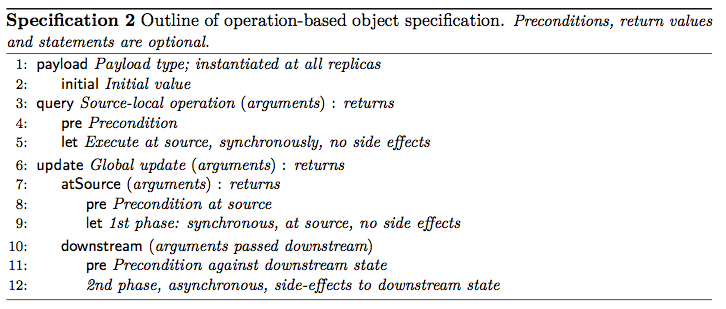 Specification 2 Outline of operation-based object specification. Preconditions, return values
and statements are optional.
1: payload Payload type; instantiated at all replicas
2: initial Initial value
3: query Source-local operation (arguments) : returns
4: pre Precondition
5: let Execute at source, synchronously, no side effects
6: update Global update (arguments) : returns
7: atSource (arguments) : returns
8: pre Precondition at source
9: let 1st phase: synchronous, at source, no side effects
10: downstream (arguments passed downstream)
11: pre Precondition against downstream state
12: 2nd phase, asynchronous, side-effects to downstream state